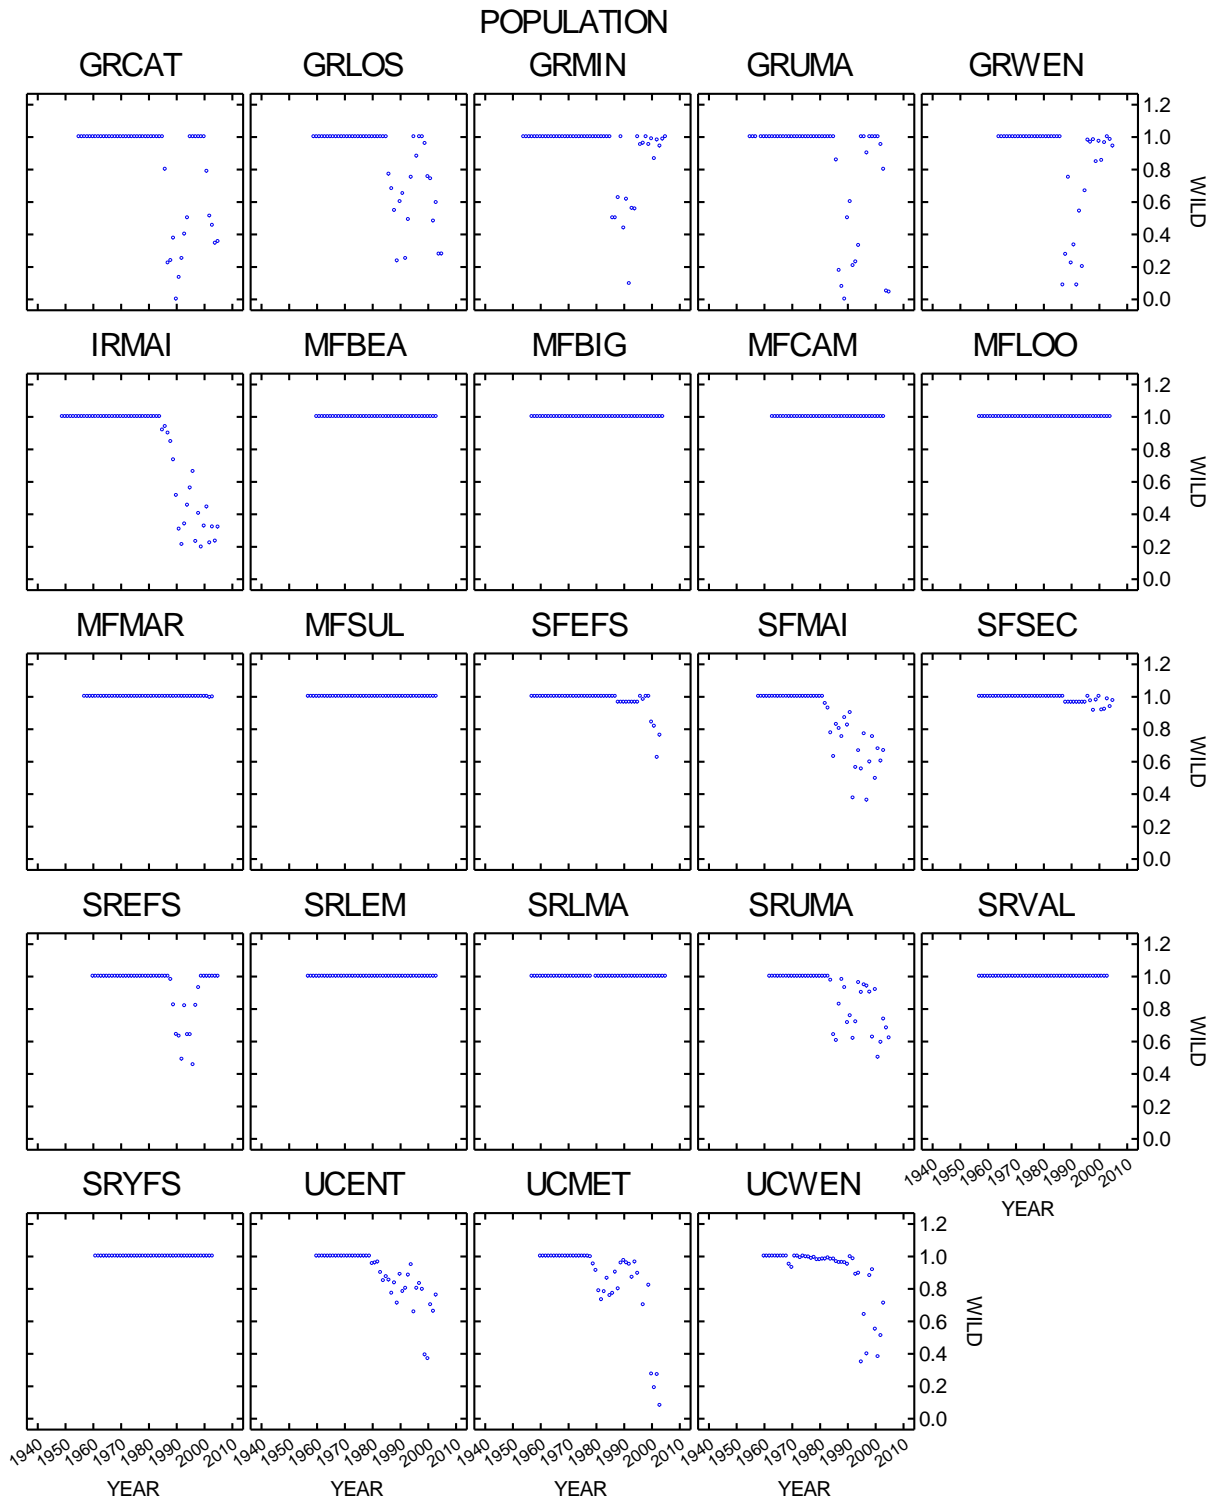 POPULATION
GRCAT GRLOS GRMIN GRUMA GRWEN
1.2
1.0
0.8
0.6
0.4
0.2
0.0
WILD
IRMAI MFBEA MFBIG MFCAM MFLOO
1.2
1.0
0.8
0.6
0.4
0.2
0.0
WILD
MFMAR MFSUL SFEFS SFMAI SFSEC
1.2
1.0
0.8
0.6
0.4
0.2
0.0
WILD
SREFS SRLEM SRLMA SRUMA SRVAL
1.2
1.0
0.8
0.6
0.4
0.2
0.0
WILD
1940 1950 1960 1970 1980 1990 2000 2010
YEAR
SRYFS UCENT UCMET UCWEN
1.2
1.0
0.8
0.6
0.4
0.2
0.0
WILD
1940 1950 1960 1970 1980 1990 2000 2010 1940 1950 1960 1970 1980 1990 2000 2010 1940 1950 1960 1970 1980 1990 2000 2010 1940 1950 1960 1970 1980 1990 2000 2010
YEAR YEAR YEAR YEAR